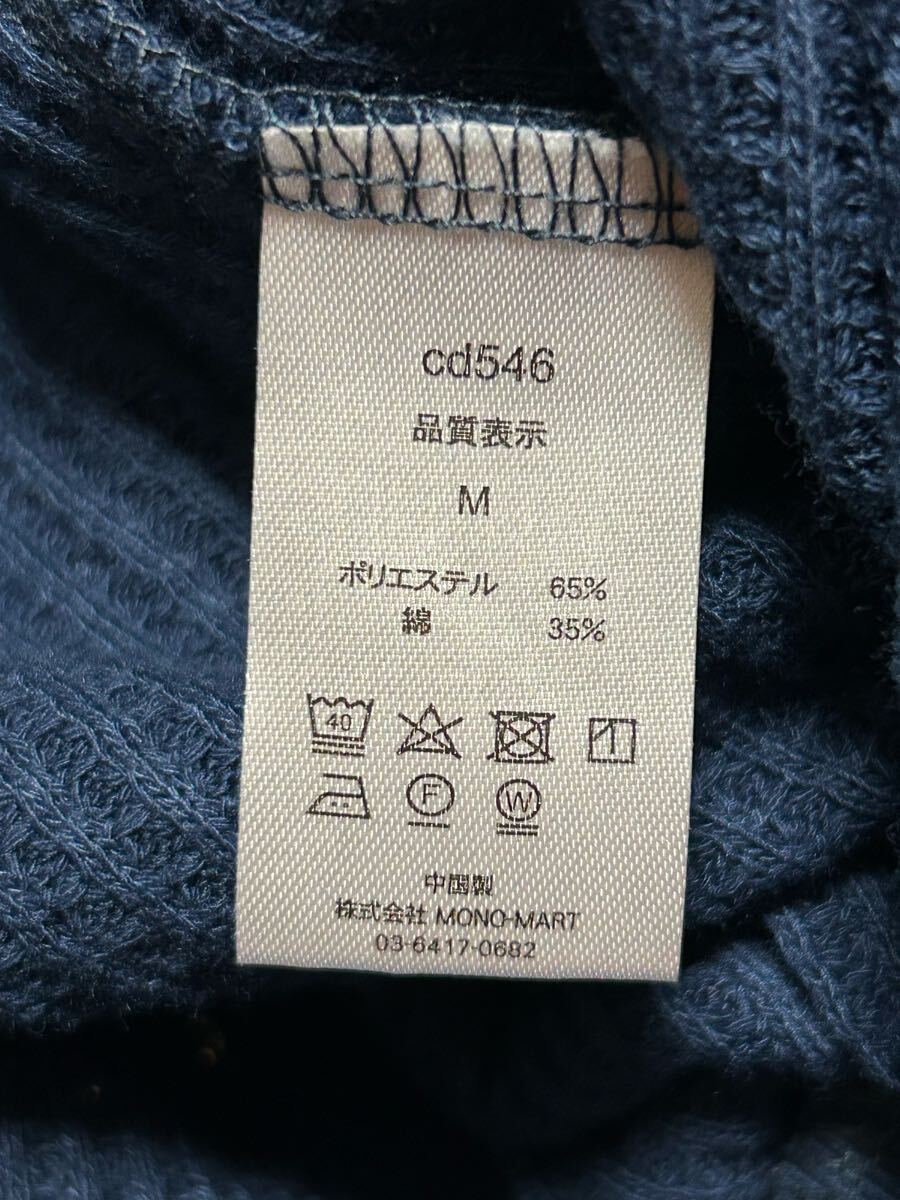 cd546
品質表示
M
ポリエステル 65%
綿 35%
40
F W
中国製
株式会社 MONO-MART
03-6417-0682